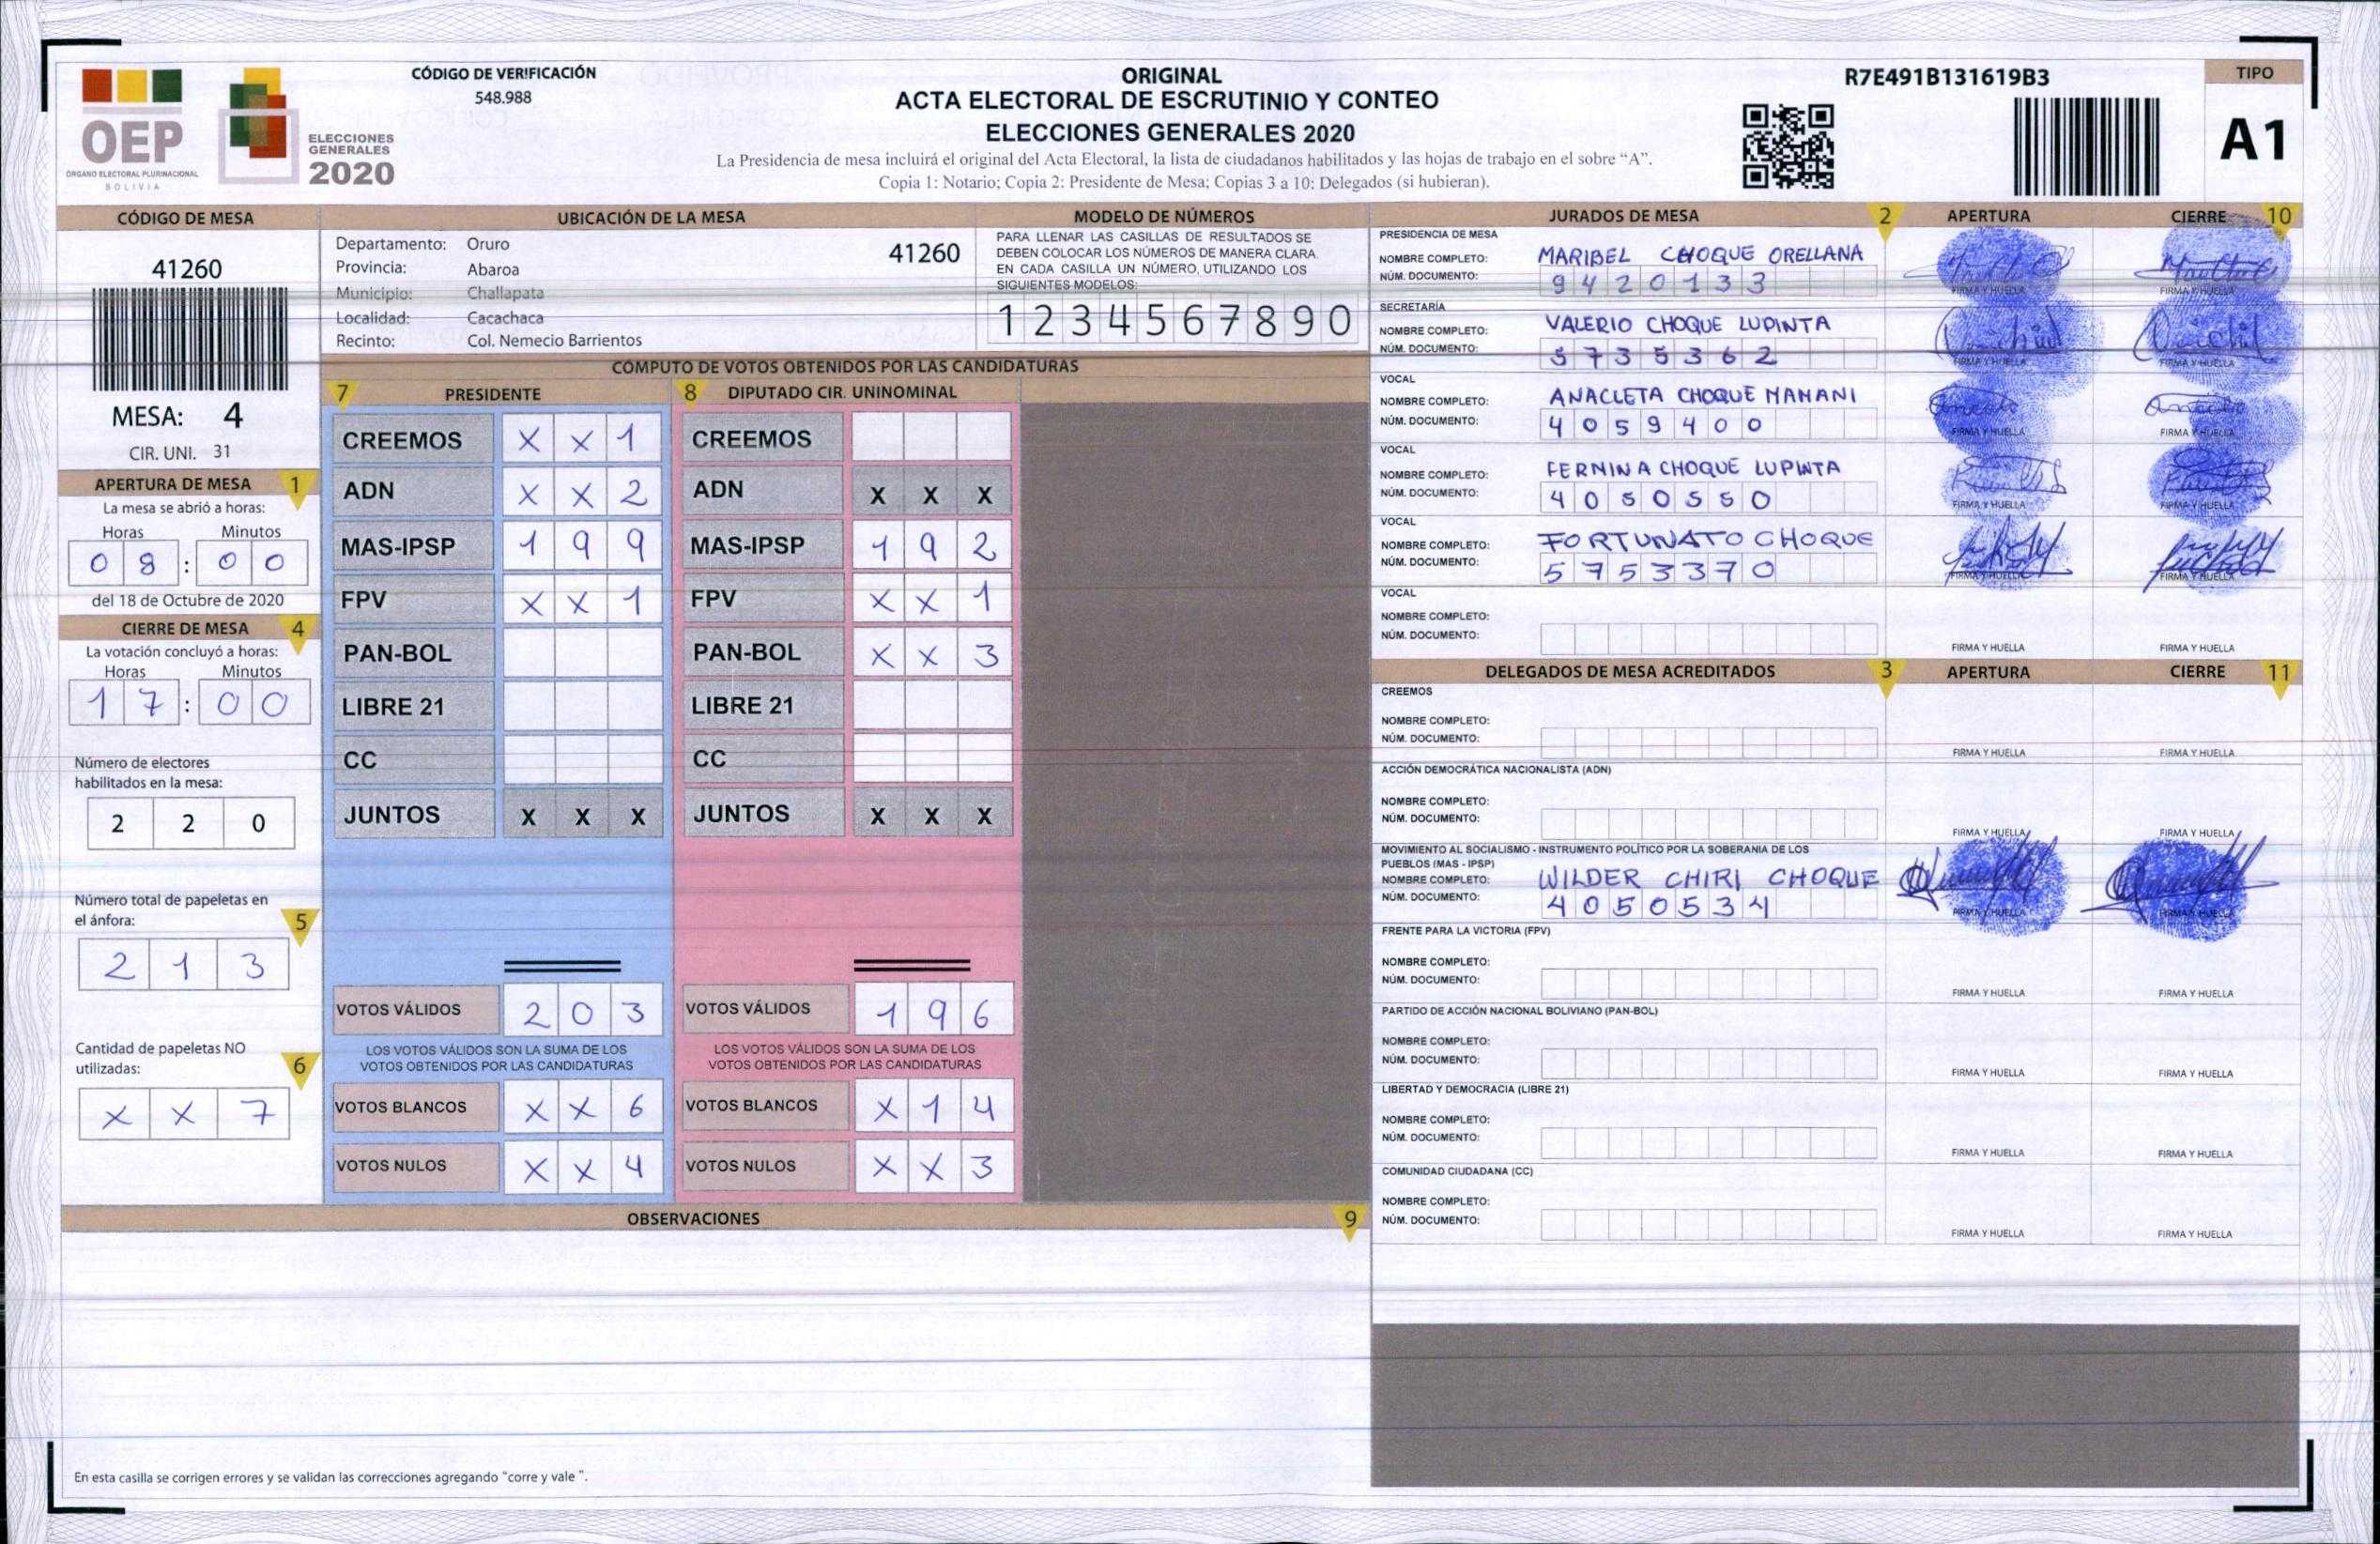 CÓDIGO DE VERIFICACIÓN
548.988
OEP
ÓRGANO ELECTORAL PLURINACIONAL
BOLIVIA
ELECCIONES
GENERALES
2020
ORIGINAL
ACTA ELECTORAL DE ESCRUTINIO Y CONTEO
ELECCIONES GENERALES 2020
La Presidencia de mesa incluirá el original del Acta Electoral, la lista de ciudadanos habilitados y las hojas de trabajo en el sobre “A”.
Copia 1: Notario; Copia 2: Presidente de Mesa; Copias 3 a 10: Delegados (si hubieran).
R7E491B131619B3
TIPO
A1
CÓDIGO DE MESA
41260
MESA: 4
CIR. UNI. 31
APERTURA DE MESA 1
La mesa se abrió a horas:
Horas Minutos
0 8 : 0 0
del 18 de Octubre de 2020
CIERRE DE MESA 4
La votación concluyó a horas:
Horas Minutos
1 7 : 0 0
Número de electores
habilitados en la mesa:
2 2 0
Número total de papeletas en
el ánfora: 5
2 1 3
Cantidad de papeletas NO
utilizadas: 6
X X 7
UBICACIÓN DE LA MESA
Departamento: Oruro
41260
Provincia: Abaroa
Municipio: Challapata
Localidad: Cacachaca
Recinto: Col. Nemecio Barrientos
MODELO DE NÚMEROS
PARA LLENAR LAS CASILLAS DE RESULTADOS SE
DEBEN COLOCAR LOS NÚMEROS DE MANERA CLARA.
EN CADA CASILLA UN NÚMERO, UTILIZANDO LOS
SIGUIENTES MODELOS:
1 2 3 4 5 6 7 8 9 0
CÓMPUTO DE VOTOS OBTENIDOS POR LAS CANDIDATURAS
7 PRESIDENTE
CREEMOS X X 1
ADN X X 2
MAS-IPSP 1 9 9
FPV X X 1
PAN-BOL
LIBRE 21
CC
JUNTOS X X X
VOTOS VÁLIDOS 2 0 3
LOS VOTOS VÁLIDOS SON LA SUMA DE LOS
VOTOS OBTENIDOS POR LAS CANDIDATURAS
VOTOS BLANCOS X X 6
VOTOS NULOS X X 4
8 DIPUTADO CIR. UNINOMINAL
CREEMOS
ADN X X X
MAS-IPSP 1 9 2
FPV X X 1
PAN-BOL X X 3
LIBRE 21
CC
JUNTOS X X X
VOTOS VÁLIDOS 1 9 6
LOS VOTOS VÁLIDOS SON LA SUMA DE LOS
VOTOS OBTENIDOS POR LAS CANDIDATURAS
VOTOS BLANCOS X 1 4
VOTOS NULOS X X 3
OBSERVACIONES 9
En esta casilla se corrigen errores y se validan las correcciones agregando “corre y vale”.
JURADOS DE MESA 2 APERTURA CIERRE 10
PRESIDENCIA DE MESA
NOMBRE COMPLETO: MARIBEL CHOQUE ORELLANA
NÚM. DOCUMENTO: 9 4 2 0 1 3 3
FIRMA Y HUELLA FIRMA Y HUELLA
SECRETARÍA
NOMBRE COMPLETO: VALERIO CHOQUE LUPINTA
NÚM. DOCUMENTO: 5 7 3 5 3 6 2
FIRMA Y HUELLA FIRMA Y HUELLA
VOCAL
NOMBRE COMPLETO: ANACLETA CHOQUE MAMANI
NÚM. DOCUMENTO: 4 0 5 9 4 0 0
FIRMA Y HUELLA FIRMA Y HUELLA
VOCAL
NOMBRE COMPLETO: FERMINA CHOQUE LUPINTA
NÚM. DOCUMENTO: 4 0 5 0 5 5 0
FIRMA Y HUELLA FIRMA Y HUELLA
VOCAL
NOMBRE COMPLETO: FORTUNATO CHOQUE
NÚM. DOCUMENTO: 5 7 5 3 3 7 0
FIRMA Y HUELLA FIRMA Y HUELLA
VOCAL
NOMBRE COMPLETO:
NÚM. DOCUMENTO:
FIRMA Y HUELLA FIRMA Y HUELLA
DELEGADOS DE MESA ACREDITADOS 3 APERTURA CIERRE 11
CREEMOS
NOMBRE COMPLETO:
NÚM. DOCUMENTO:
FIRMA Y HUELLA FIRMA Y HUELLA
ACCIÓN DEMOCRÁTICA NACIONALISTA (ADN)
NOMBRE COMPLETO:
NÚM. DOCUMENTO:
FIRMA Y HUELLA FIRMA Y HUELLA
MOVIMIENTO AL SOCIALISMO - INSTRUMENTO POLÍTICO POR LA SOBERANIA DE LOS
PUEBLOS (MAS - IPSP)
NOMBRE COMPLETO: WILDER CHIRI CHOQUE
NÚM. DOCUMENTO: 4 0 5 0 5 3 4
FIRMA Y HUELLA FIRMA Y HUELLA
FRENTE PARA LA VICTORIA (FPV)
NOMBRE COMPLETO:
NÚM. DOCUMENTO:
FIRMA Y HUELLA FIRMA Y HUELLA
PARTIDO DE ACCIÓN NACIONAL BOLIVIANO (PAN-BOL)
NOMBRE COMPLETO:
NÚM. DOCUMENTO:
FIRMA Y HUELLA FIRMA Y HUELLA
LIBERTAD Y DEMOCRACIA (LIBRE 21)
NOMBRE COMPLETO:
NÚM. DOCUMENTO:
FIRMA Y HUELLA FIRMA Y HUELLA
COMUNIDAD CIUDADANA (CC)
NOMBRE COMPLETO:
NÚM. DOCUMENTO:
FIRMA Y HUELLA FIRMA Y HUELLA